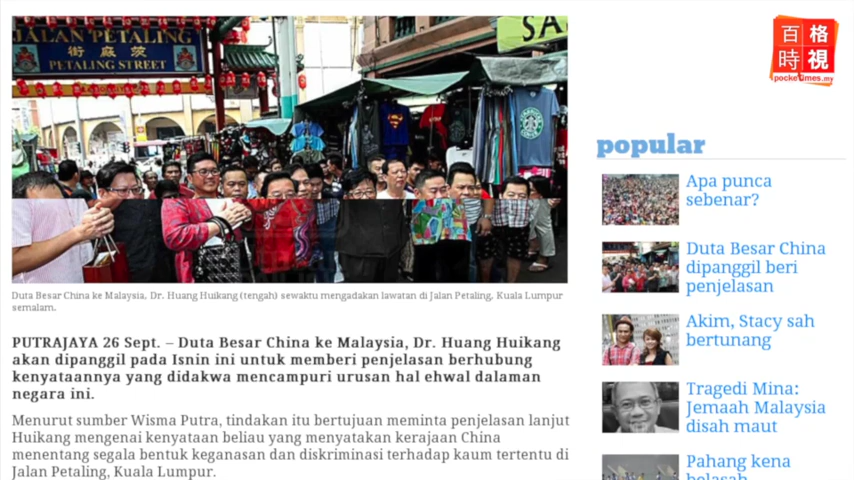 JALAN PETALING
街廈茨
PETALING STREET
SA
STARBUCKS
百格
時視
pocketimes.my
popular
Apa punca
sebenar?
Duta Besar China
dipanggil beri
penjelasan
Akim, Stacy sah
bertunang
Tragedi Mina:
Jemaah Malaysia
disah maut
Pahang kena
belasah
Duta Besar China ke Malaysia, Dr. Huang Huikang (tengah) sewaktu mengadakan lawatan di Jalan Petaling, Kuala Lumpur
semalam.
PUTRAJAYA 26 Sept. – Duta Besar China ke Malaysia, Dr. Huang Huikang
akan dipanggil pada Isnin ini untuk memberi penjelasan berhubung
kenyataannya yang didakwa mencampuri urusan hal ehwal dalaman
negara ini.
Menurut sumber Wisma Putra, tindakan itu bertujuan meminta penjelasan lanjut
Huikang mengenai kenyataan beliau yang menyatakan kerajaan China
menentang segala bentuk keganasan dan diskriminasi terhadap kaum tertentu di
Jalan Petaling, Kuala Lumpur.